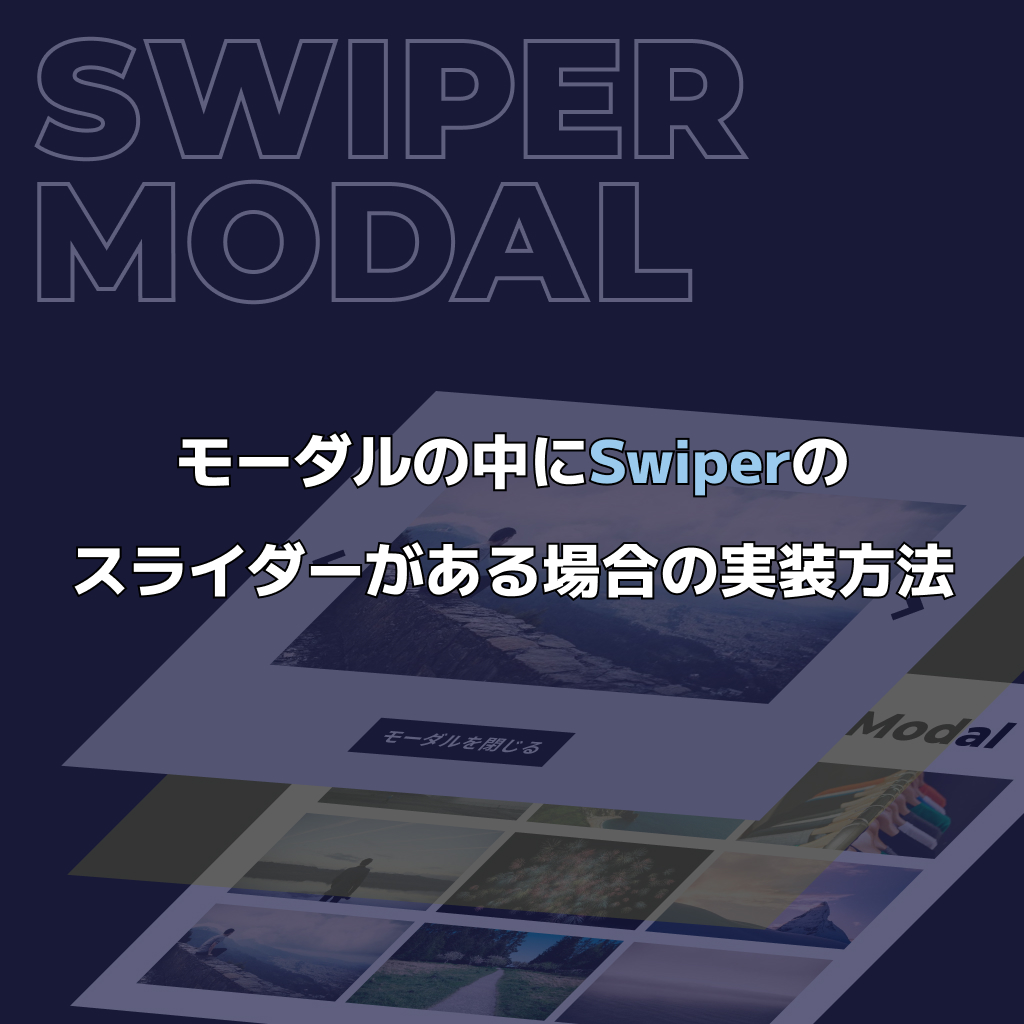 SWIPER
MODAL
モーダルの中にSwiperの
スライダーがある場合の実装方法
Modal
モーダルを閉じる